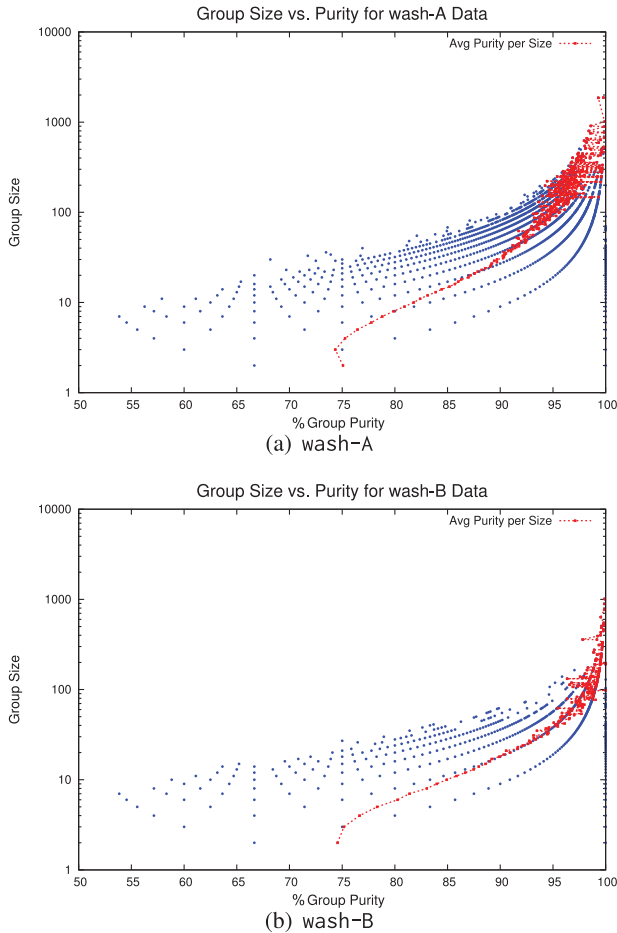 Group Size vs. Purity for wash-A Data
10000
Avg Purity per Size
1000
Group Size
100
10
1
50 55 60 65 70 75 80 85 90 95 100
% Group Purity
(a) wash-A
Group Size vs. Purity for wash-B Data
10000
Avg Purity per Size
1000
Group Size
100
10
1
50 55 60 65 70 75 80 85 90 95 100
% Group Purity
(b) wash-B